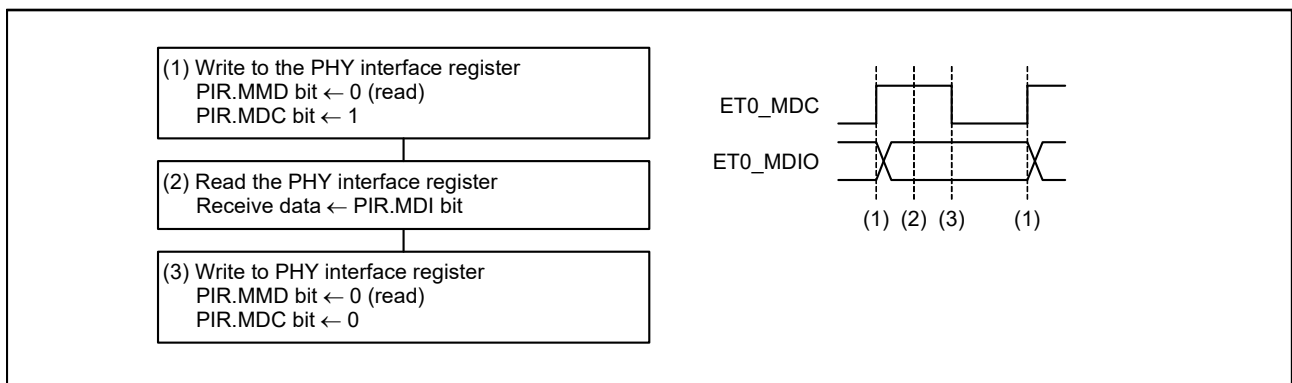 (1) Write to the PHY interface register
PIR.MMD bit ← 0 (read)
PIR.MDC bit ← 1
(2) Read the PHY interface register
Receive data ← PIR.MDI bit
(3) Write to PHY interface register
PIR.MMD bit ← 0 (read)
PIR.MDC bit ← 0
ET0_MDC
ET0_MDIO
(1) (2) (3) (1)